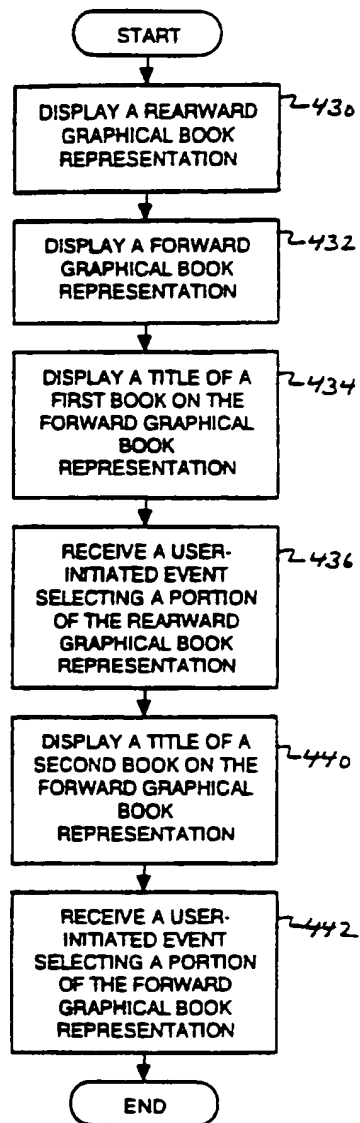 START
DISPLAY A REARWARD
GRAPHICAL BOOK
REPRESENTATION
430
DISPLAY A FORWARD
GRAPHICAL BOOK
REPRESENTATION
432
DISPLAY A TITLE OF A
FIRST BOOK ON THE
FORWARD GRAPHICAL
BOOK
REPRESENTATION
434
RECEIVE A USER-
INITIATED EVENT
SELECTING A PORTION
OF THE REARWARD
GRAPHICAL BOOK
REPRESENTATION
436
DISPLAY A TITLE OF A
SECOND BOOK ON THE
FORWARD GRAPHICAL
BOOK
REPRESENTATION
440
RECEIVE A USER-
INITIATED EVENT
SELECTING A PORTION
OF THE FORWARD
GRAPHICAL BOOK
REPRESENTATION
442
END